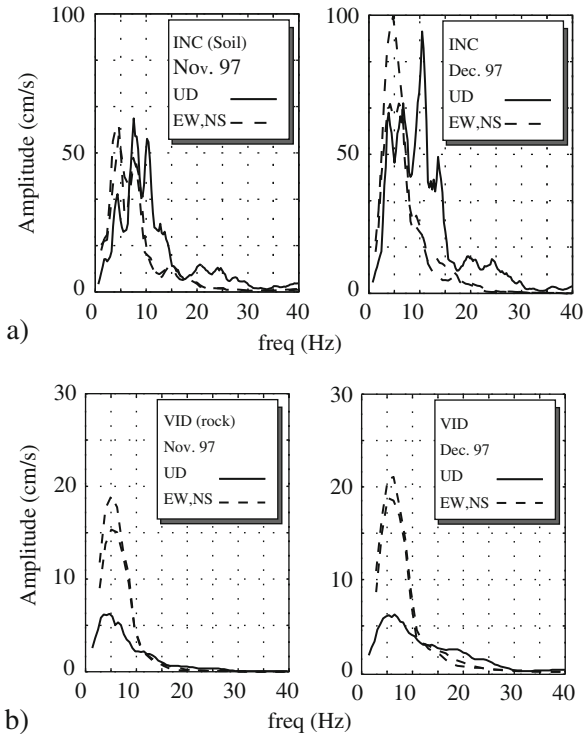 100
50
0
Amplitude (cm/s)
INC (Soil)
Nov. 97
UD
EW,NS
0 10 20 30 40
100
50
0
INC
Dec. 97
UD
EW,NS
0 10 20 30 40
freq (Hz)
a)
30
20
10
0
Amplitude (cm/s)
VID (rock)
Nov. 97
UD
EW,NS
0 10 20 30 40
30
20
10
0
VID
Dec. 97
UD
EW,NS
0 10 20 30 40
freq (Hz)
b)